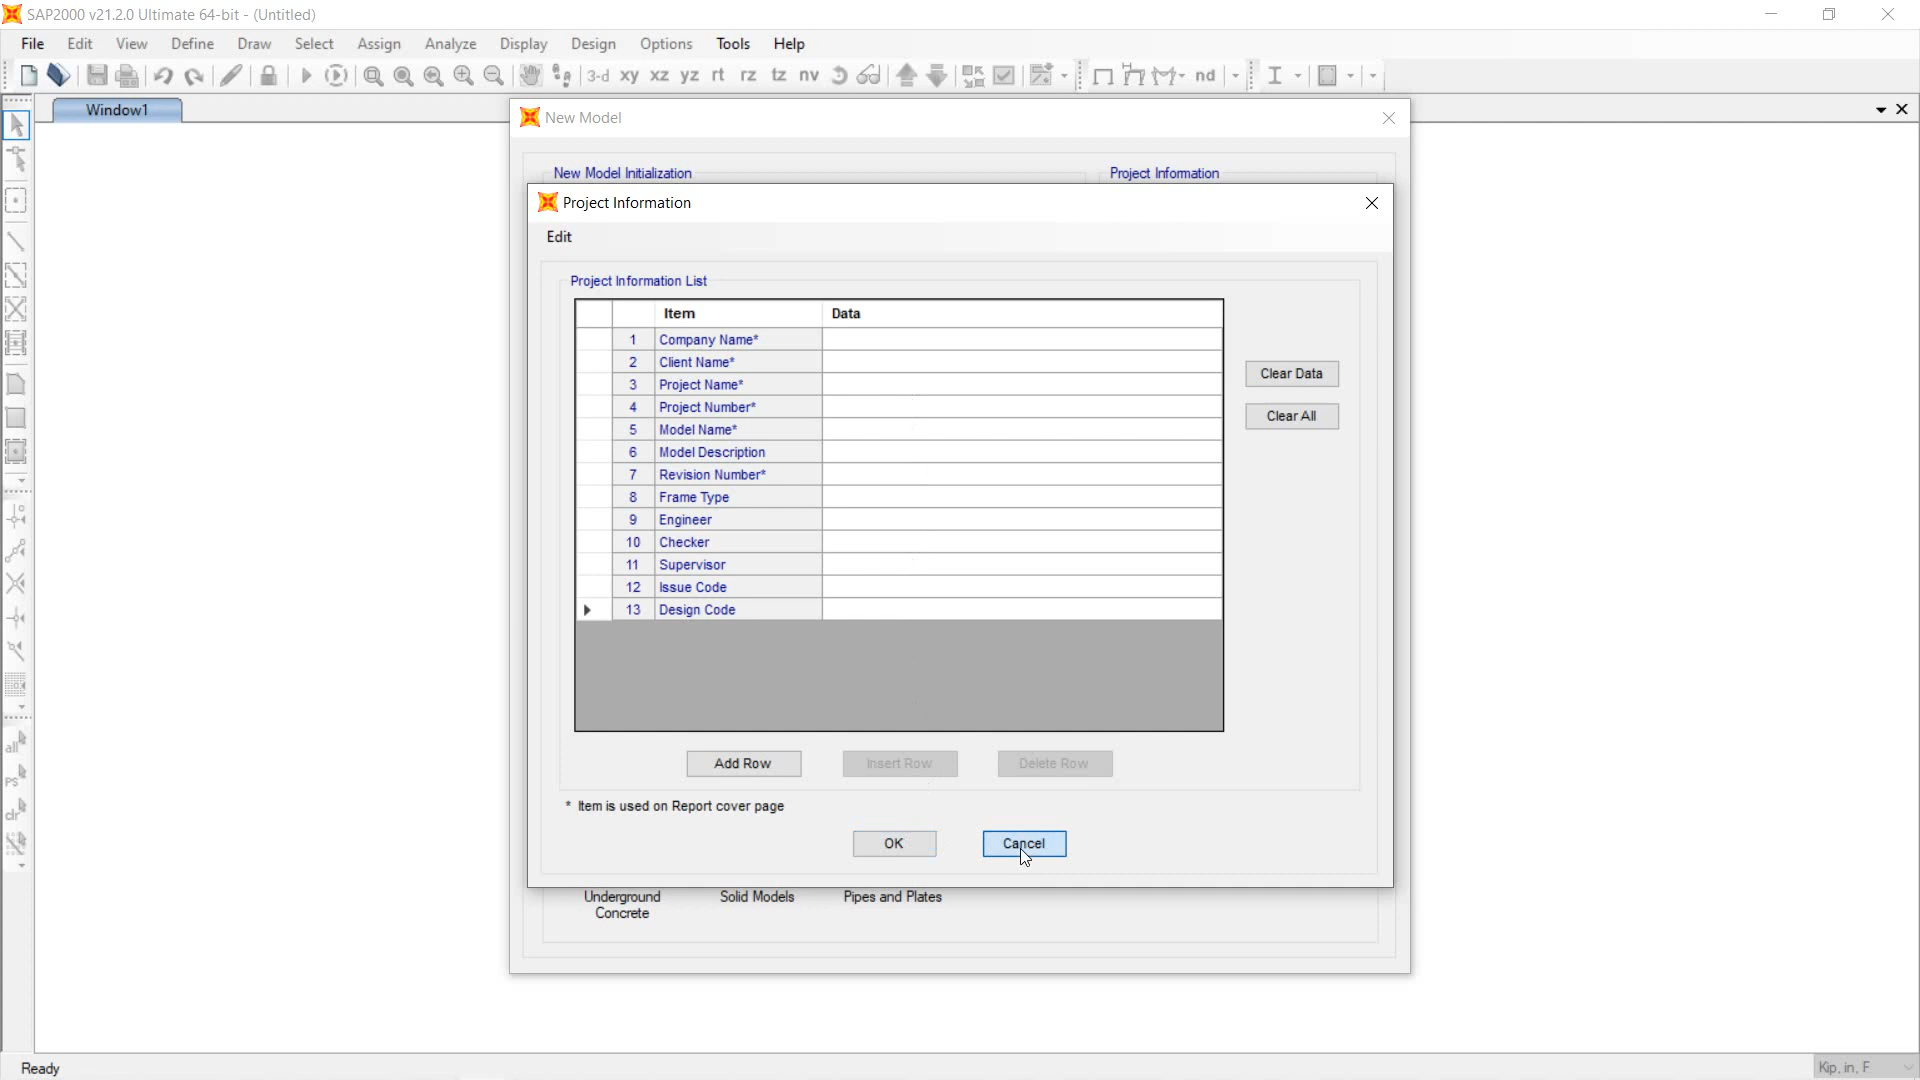 SAP2000 v21.2.0 Ultimate 64-bit - (Untitled)
File Edit View Define Draw Select Assign Analyze Display Design Options Tools Help
3-d xy xz yz rt rz tz nv nd
Window1
New Model
New Model Initialization Project Information
Project Information
Edit
Project Information List
Item Data
1 Company Name*
2 Client Name*
3 Project Name*
4 Project Number*
5 Model Name*
6 Model Description
7 Revision Number*
8 Frame Type
9 Engineer
10 Checker
11 Supervisor
12 Issue Code
13 Design Code
Clear Data
Clear All
Add Row Insert Row Delete Row
* Item is used on Report cover page
OK Cancel
Underground Concrete
Solid Models
Pipes and Plates
all
ps
dr
Ready
Kip, in, F